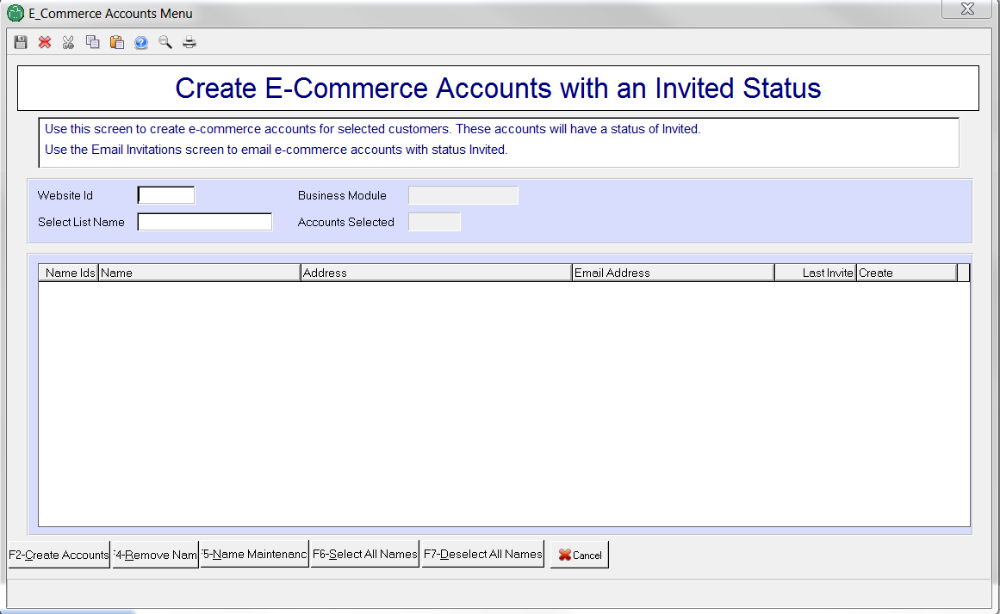 E_Commerce Accounts Menu
Create E-Commerce Accounts with an Invited Status
Use this screen to create e-commerce accounts for selected customers. These accounts will have a status of Invited.
Use the Email Invitations screen to email e-commerce accounts with status Invited.
Website Id Business Module
Select List Name Accounts Selected
Name Ids Name Address Email Address Last Invite Create
F2-Create Accounts 4-Remove Nam 5-Name Maintenanc F6-Select All Names F7-Deselect All Names Cancel